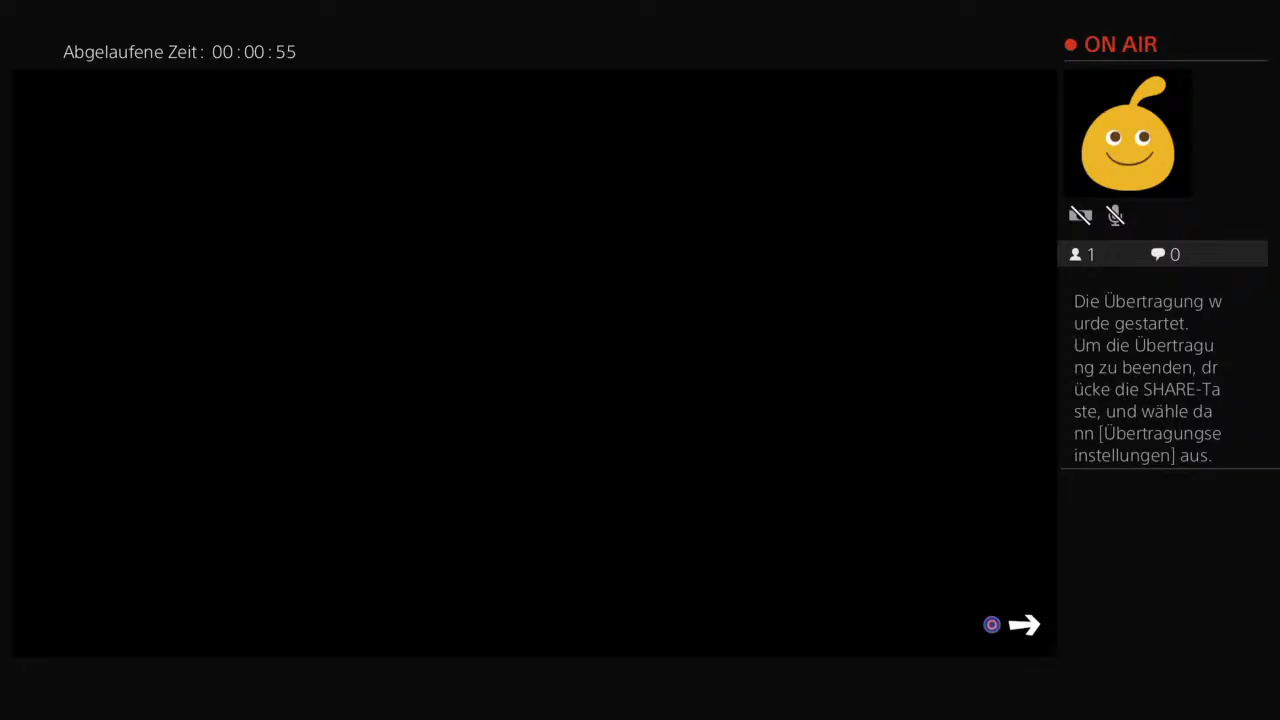 Abgelaufene Zeit: 00:00:55
ON AIR
1 0
Die Übertragung w
urde gestartet.
Um die Übertragu
ng zu beenden, dr
ücke die SHARE-Ta
ste, und wähle da
nn [Übertragungse
instellungen] aus.